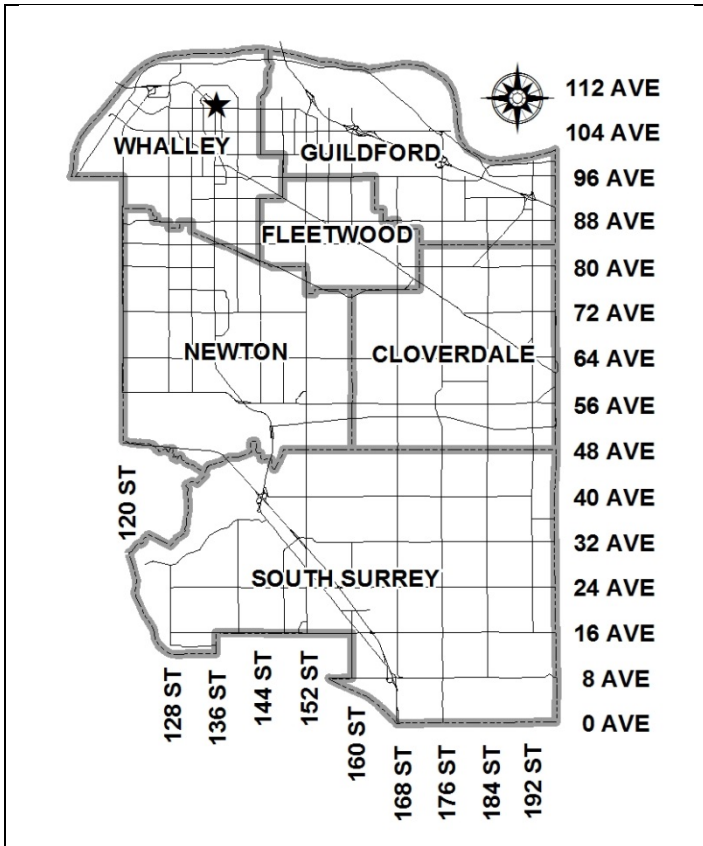 112 AVE
104 AVE
WHALLEY
GUILDFORD
96 AVE
88 AVE
FLEETWOOD
80 AVE
72 AVE
NEWTON
CLOVERDALE
64 AVE
56 AVE
48 AVE
120 ST
40 AVE
32 AVE
SOUTH SURREY
24 AVE
16 AVE
128 ST
136 ST
144 ST
152 ST
160 ST
8 AVE
0 AVE
168 ST
176 ST
184 ST
192 ST